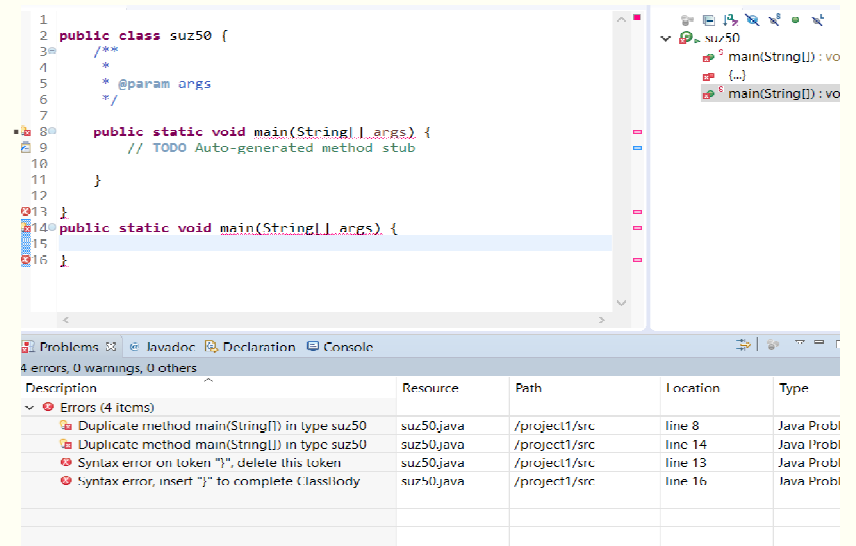 1
2 public class suz50 {
3 /**
4 *
5 * @param args
6 */
7
8 public static void main(String[] args) {
9 // TODO Auto-generated method stub
10
11 }
12
13 }
14 public static void main(String[] args) {
15
16 }
suz50
main(String[]) : vo
{...}
main(String[]) : vo
Problems Javadoc Declaration Console
4 errors, 0 warnings, 0 others
Description Resource Path Location Type
Errors (4 items)
Duplicate method main(String[]) in type suz50 suz50.java /project1/src line 8 Java Probl
Duplicate method main(String[]) in type suz50 suz50.java /project1/src line 14 Java Probl
Syntax error on token "}", delete this token suz50.java /project1/src line 13 Java Probl
Syntax error, insert "}" to complete ClassBody suz50.java /project1/src line 16 Java Probl